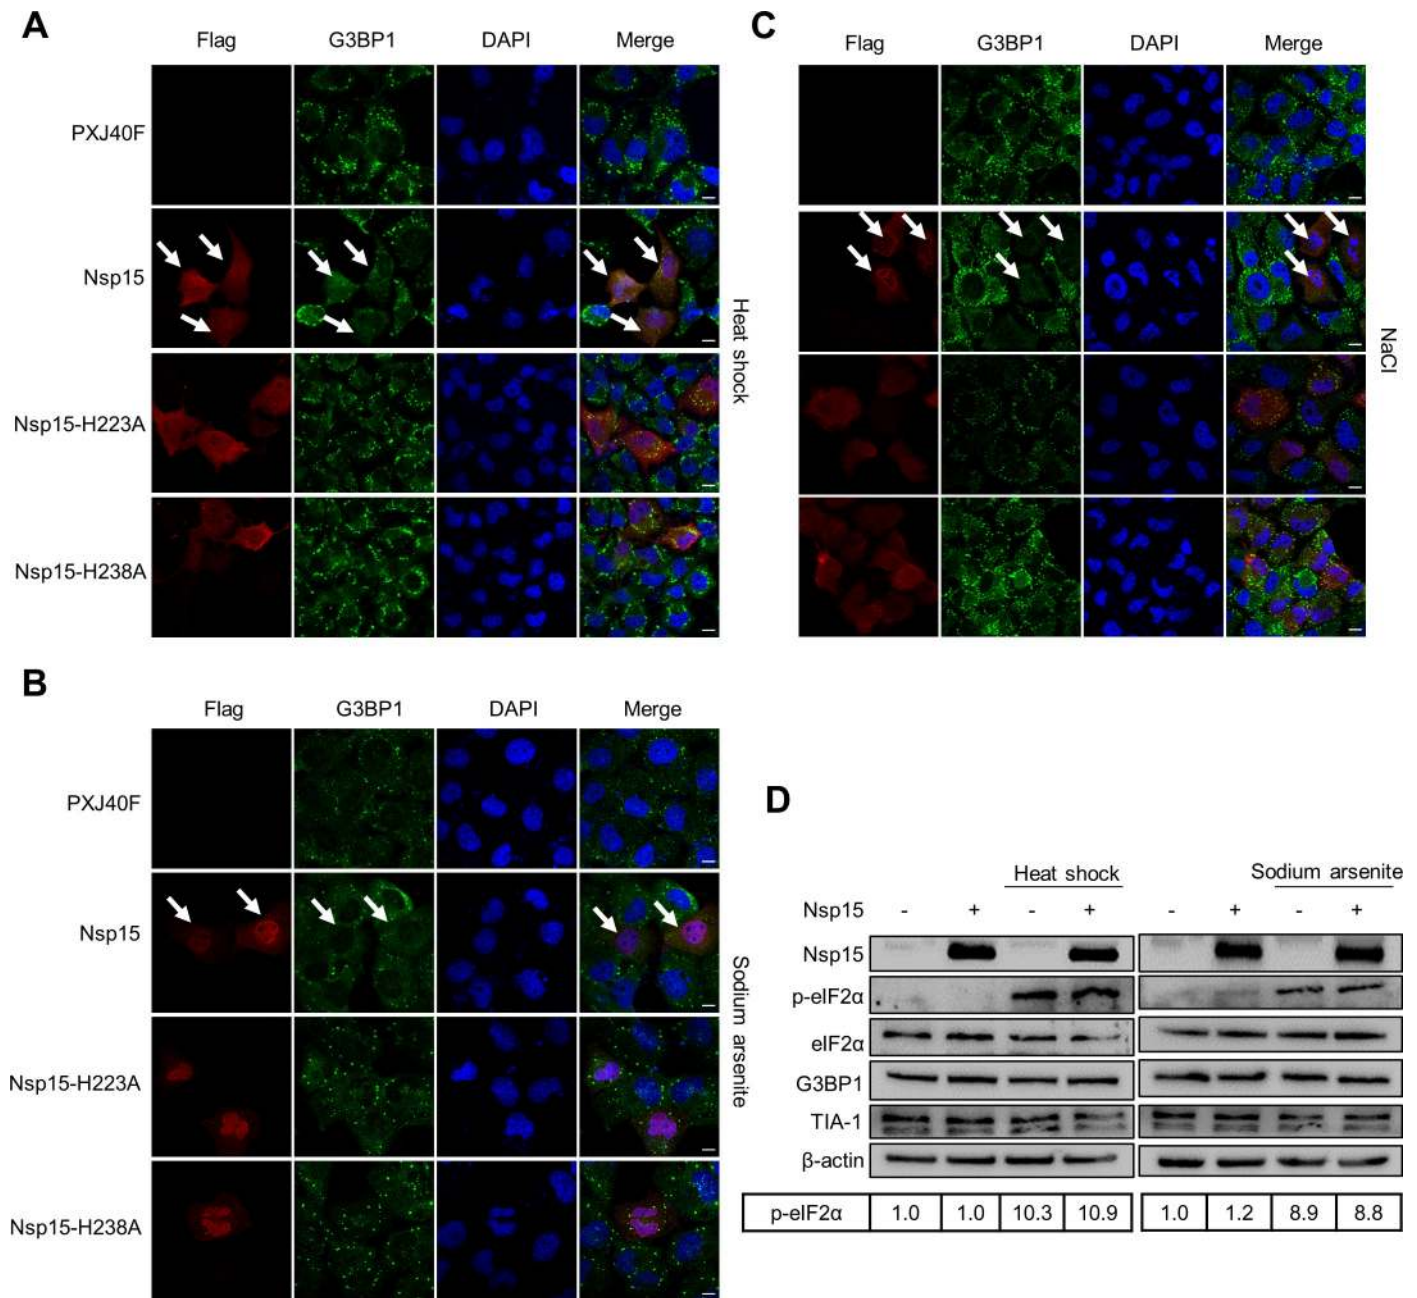 A
Flag G3BP1 DAPI Merge
PXJ40F
Nsp15
Nsp15-H223A
Nsp15-H238A
Heat shock
B
Flag G3BP1 DAPI Merge
PXJ40F
Nsp15
Nsp15-H223A
Nsp15-H238A
Sodium arsenite
C
Flag G3BP1 DAPI Merge
NaCl
D
Heat shock Sodium arsenite
Nsp15 - + - + - + - +
Nsp15
p-eIF2α
eIF2α
G3BP1
TIA-1
β-actin
p-eIF2α 1.0 1.0 10.3 10.9 1.0 1.2 8.9 8.8